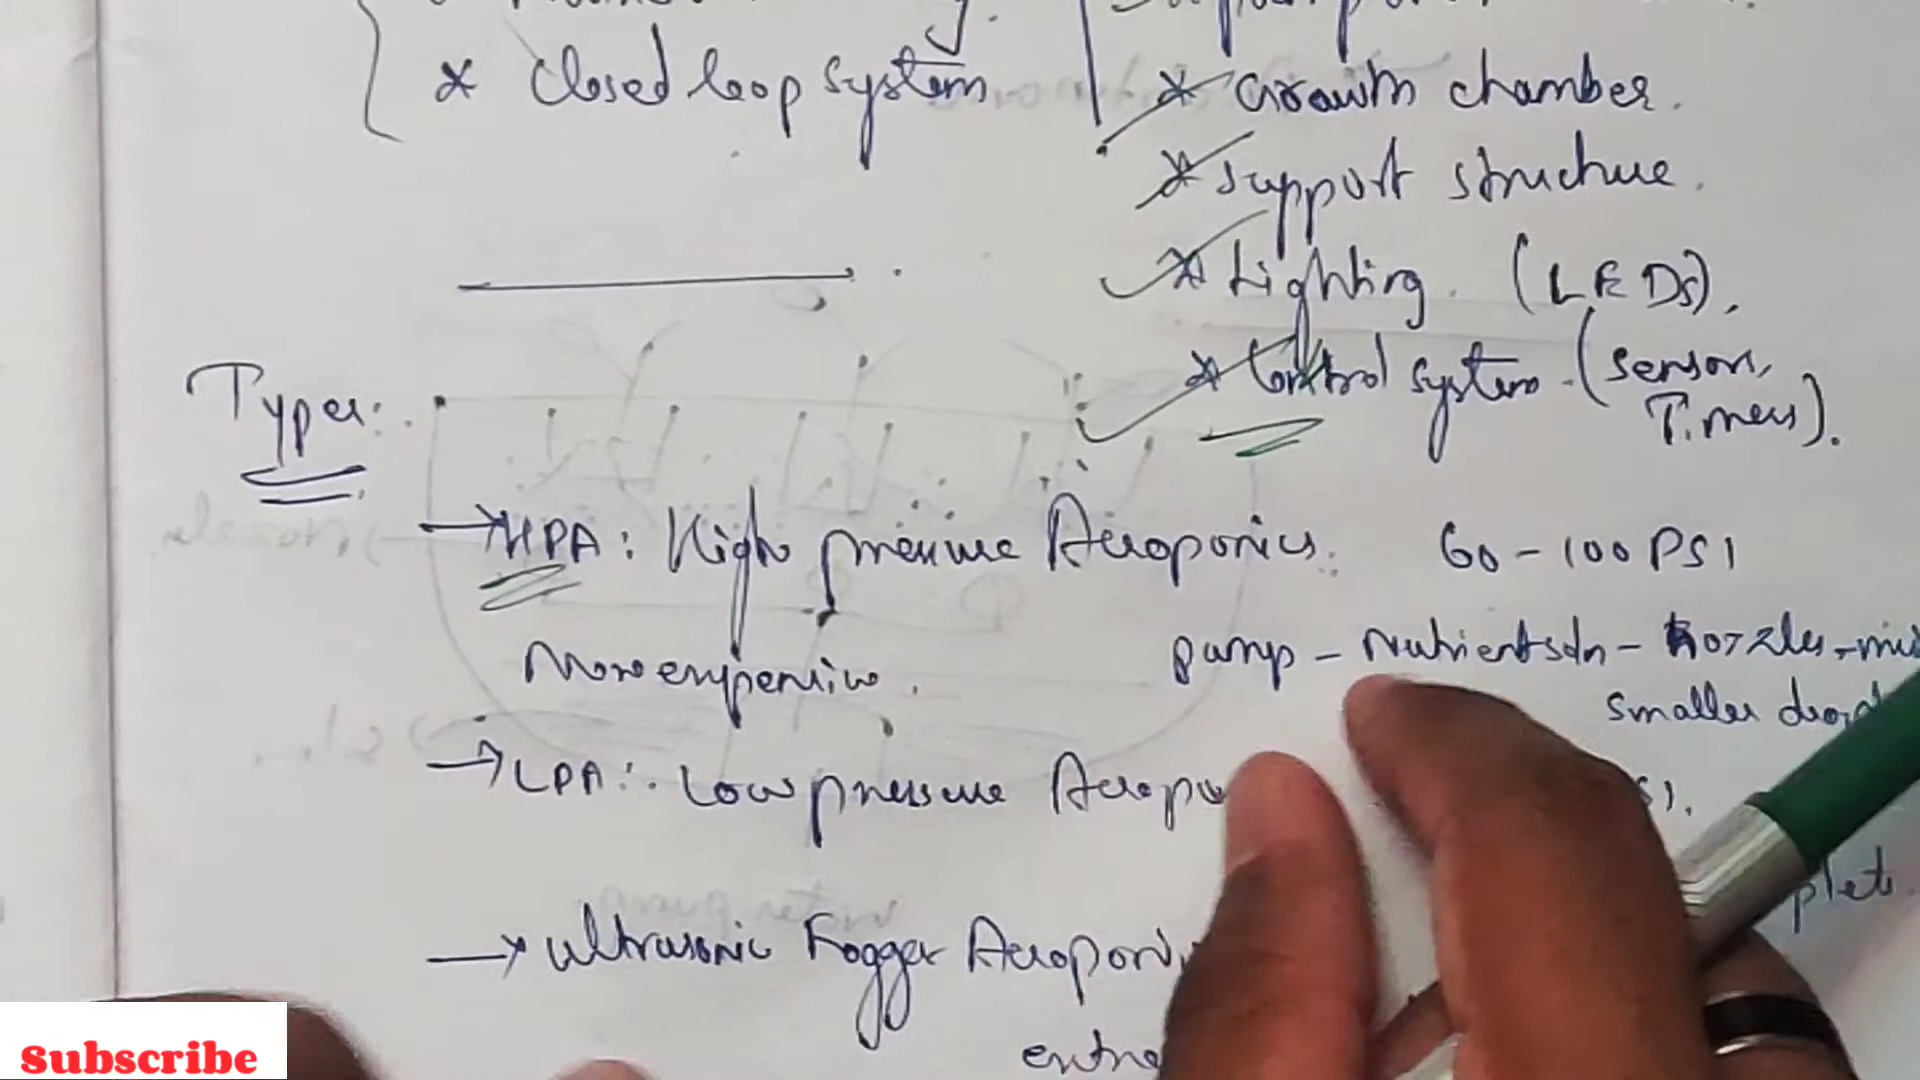 * Closed loop system
* Growth chamber.
* support structure.
* Lighting. (LEDs).
* Control system - (sensors,
Timers).
Types:
→ HPA: High pressure Aeroponics. 60-100 PSI
More expensive.
pump - nutrient soln - Nozzles -
smaller
→ LPA: Low pressure
→ ultrasonic Fogger
Subscribe